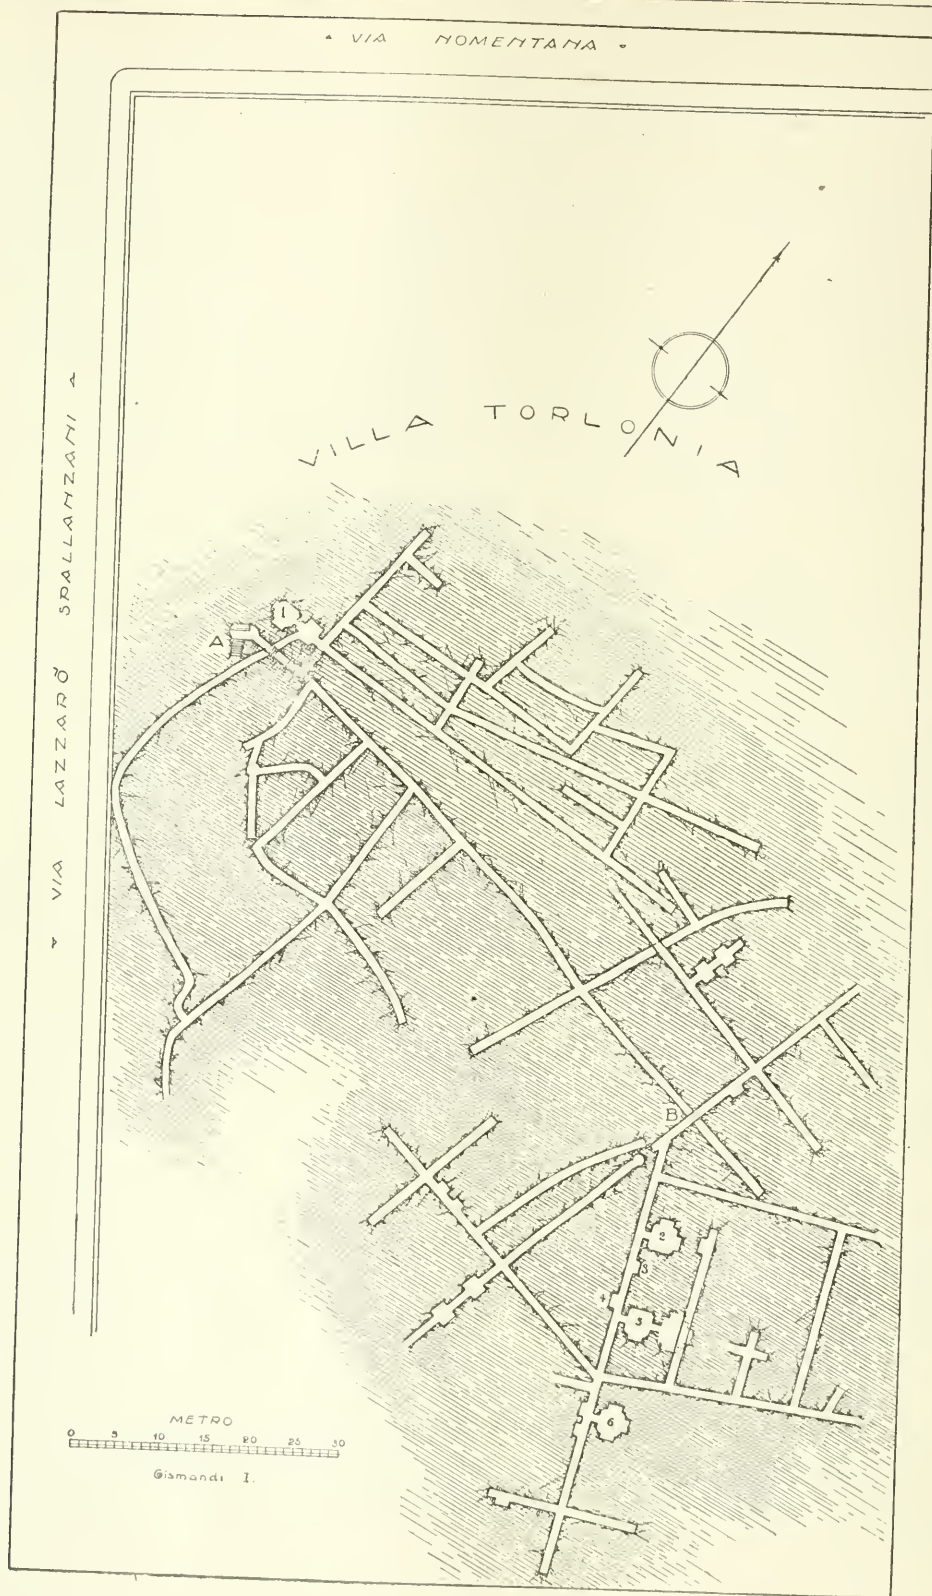 VIA NOMENTANA
VILLA TORLONIA
VIA LAZZARO SPALLANZANI
A
1
B
2
3
4
5
6
METRO
0 5 10 15 20 25 30
Gismondi I.